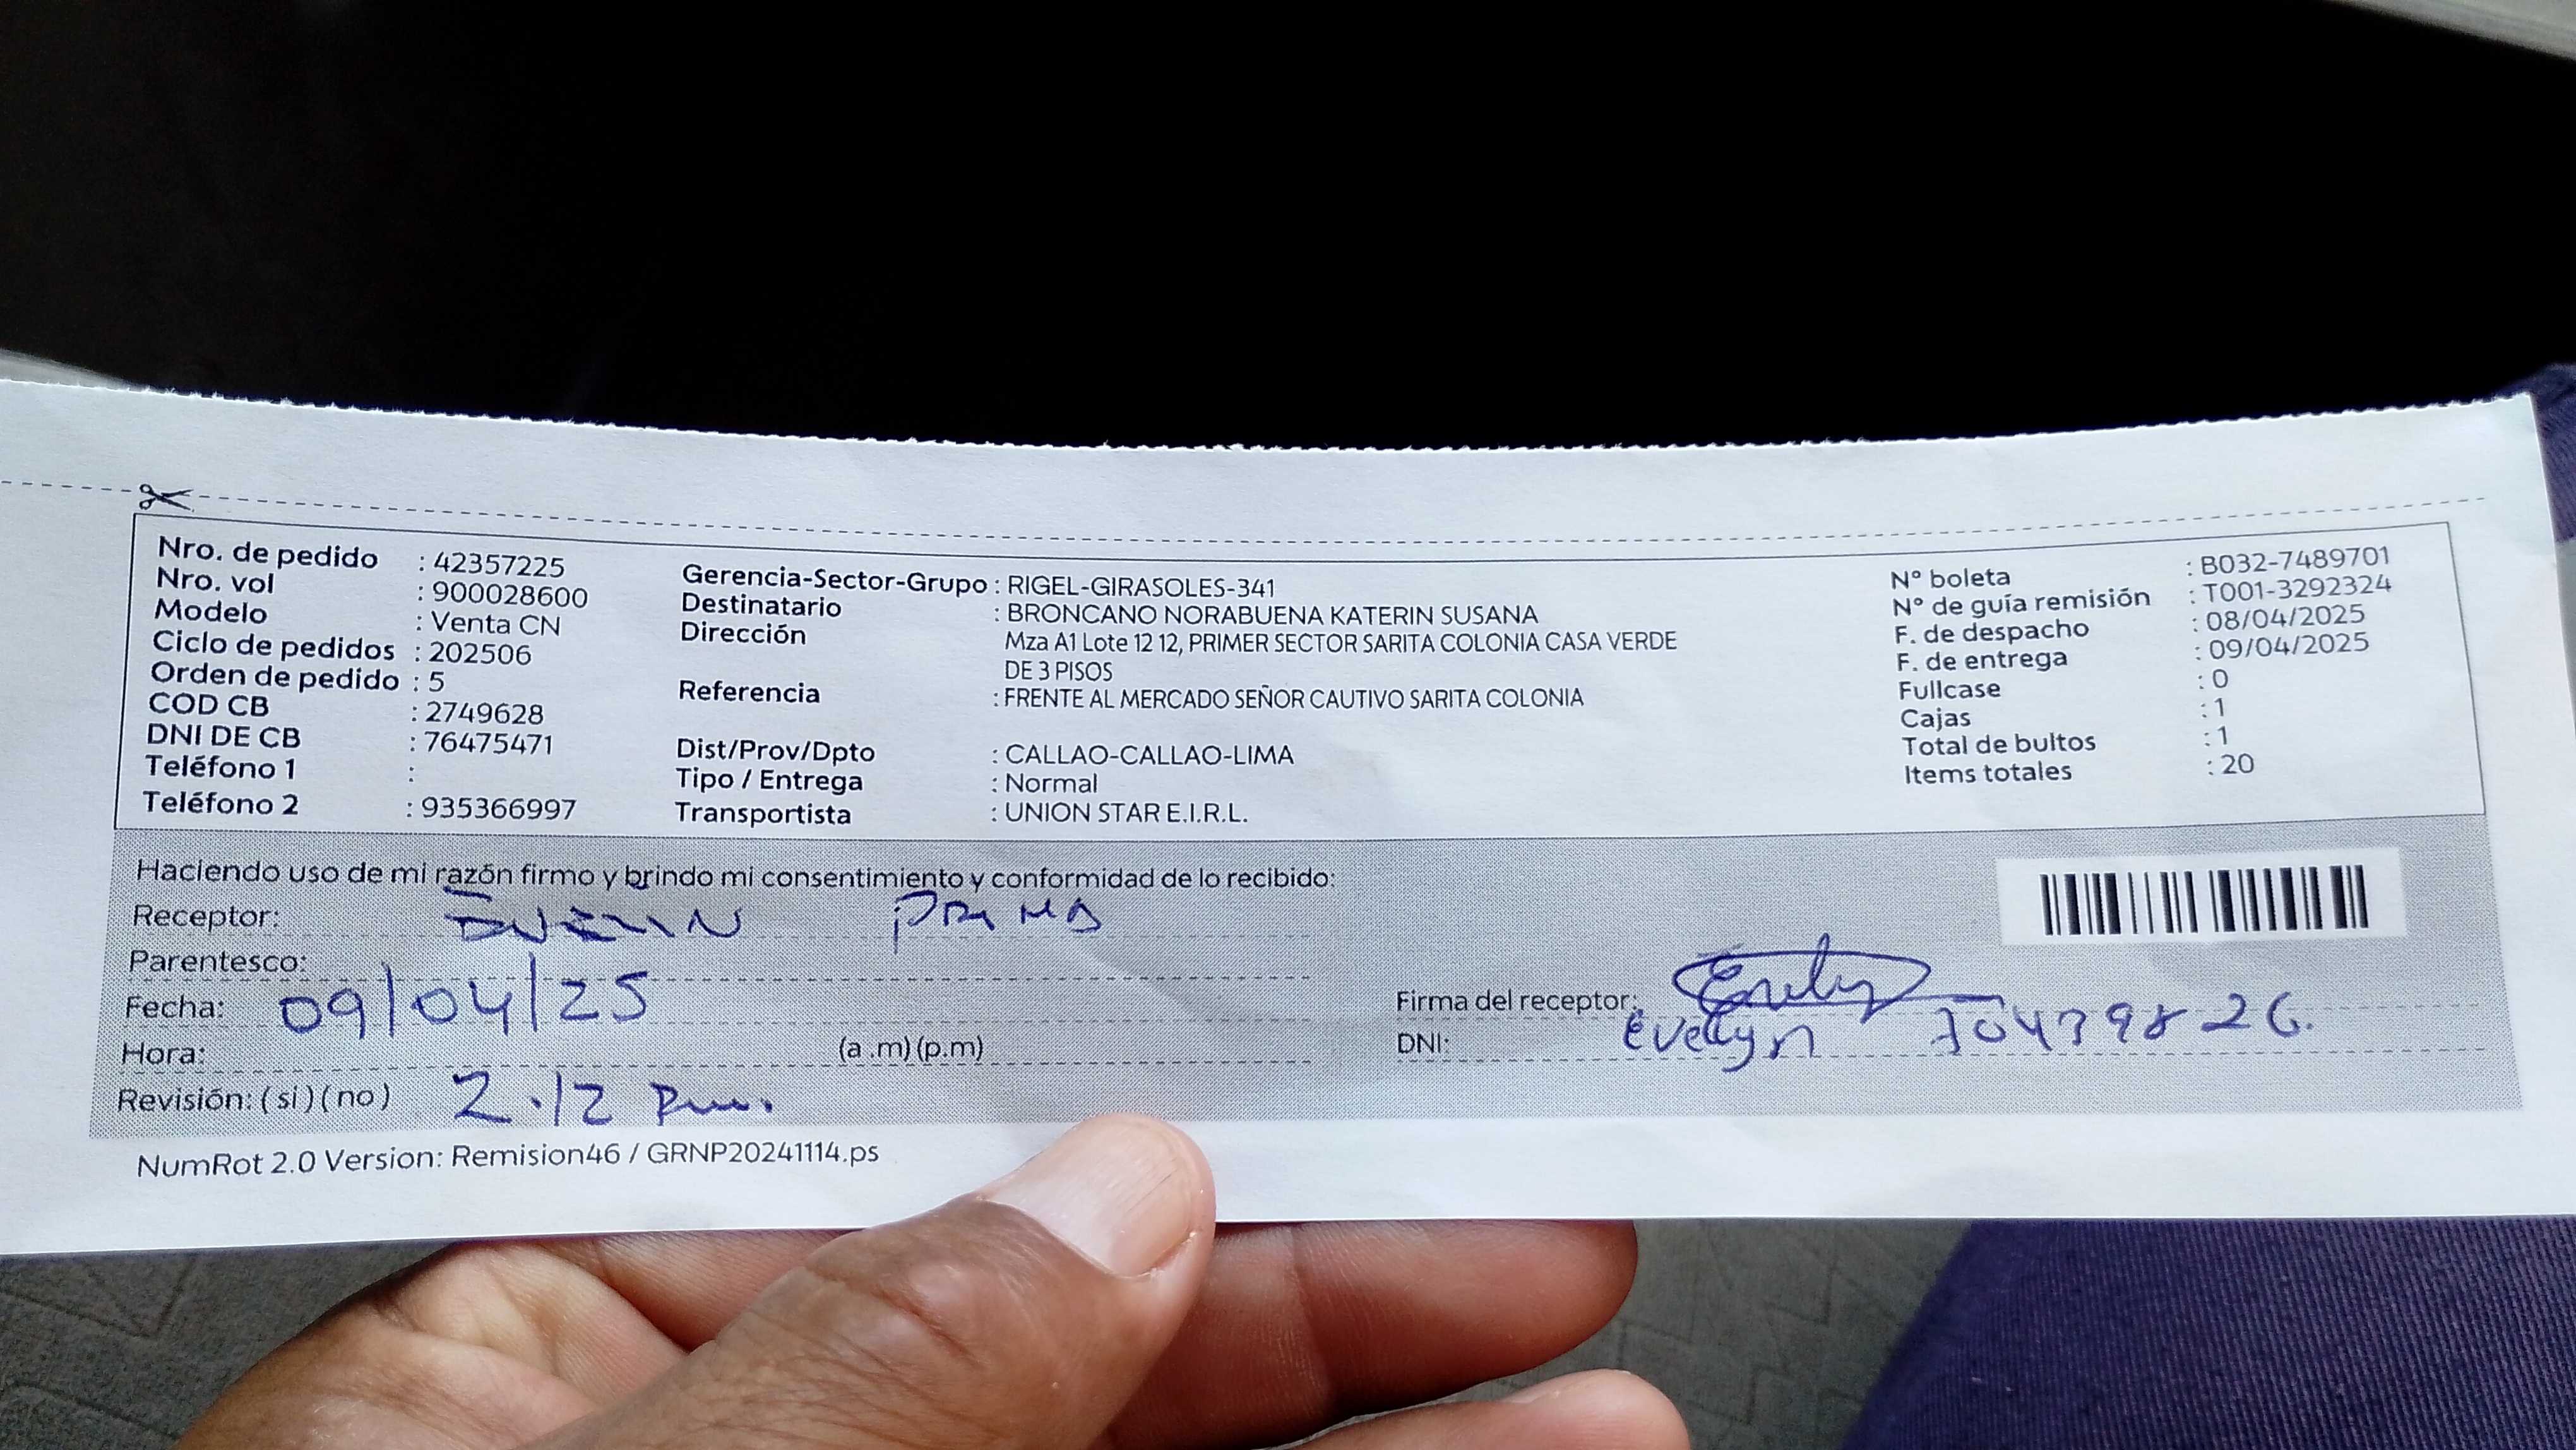 Nro. de pedido : 42357225
Nro. vol : 900028600
Modelo : Venta CN
Ciclo de pedidos : 202506
Orden de pedido : 5
COD CB : 2749628
DNI DE CB : 76475471
Teléfono 1 :
Teléfono 2 : 935366997
Gerencia-Sector-Grupo : RIGEL-GIRASOLES-341
Destinatario : BRONCANO NORABUENA KATERIN SUSANA
Dirección Mza A1 Lote 12 12, PRIMER SECTOR SARITA COLONIA CASA VERDE
DE 3 PISOS
Referencia : FRENTE AL MERCADO SEÑOR CAUTIVO SARITA COLONIA
Dist/Prov/Dpto : CALLAO-CALLAO-LIMA
Tipo / Entrega : Normal
Transportista : UNION STAR E.I.R.L.
N° boleta : B032-7489701
N° de guía remisión : T001-3292324
F. de despacho : 08/04/2025
F. de entrega : 09/04/2025
Fullcase : 0
Cajas : 1
Total de bultos : 1
Items totales : 20
Haciendo uso de mi razón firmo y brindo mi consentimiento y conformidad de lo recibido:
Receptor: PRIMA
Parentesco:
Fecha: 09/04/25
Hora: (a .m) (p.m)
Revisión: (si) (no) 2.12 pm.
Firma del receptor:
DNI: Evelyn 70439826.
NumRot 2.0 Version: Remision46 / GRNP20241114.ps